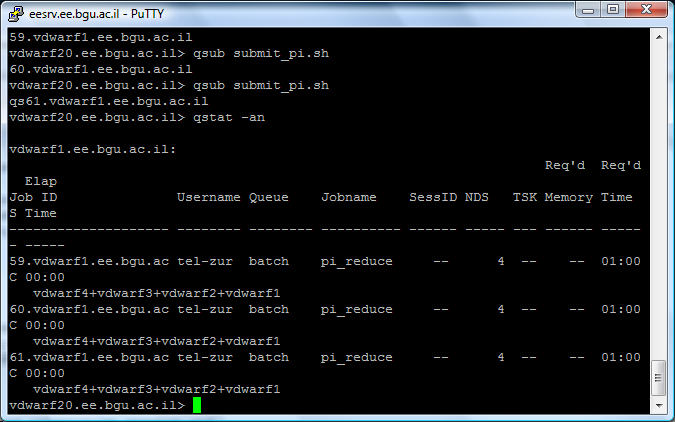 eesrv.ee.bgu.ac.il - PuTTY
59.vdwarf1.ee.bgu.ac.il
vdwarf20.ee.bgu.ac.il> qsub submit_pi.sh
60.vdwarf1.ee.bgu.ac.il
vdwarf20.ee.bgu.ac.il> qsub submit_pi.sh
qs61.vdwarf1.ee.bgu.ac.il
vdwarf20.ee.bgu.ac.il> qstat -an

vdwarf1.ee.bgu.ac.il:
                                                                   Req'd  Req'd
  Elap
Job ID               Username Queue    Jobname    SessID NDS   TSK Memory Time
S Time
-------------------- -------- -------- ---------- ------ ----- --- ------ -----
- -----
59.vdwarf1.ee.bgu.ac tel-zur  batch    pi_reduce     --      4  --    --  01:00
C 00:00
   vdwarf4+vdwarf3+vdwarf2+vdwarf1
60.vdwarf1.ee.bgu.ac tel-zur  batch    pi_reduce     --      4  --    --  01:00
C 00:00
   vdwarf4+vdwarf3+vdwarf2+vdwarf1
61.vdwarf1.ee.bgu.ac tel-zur  batch    pi_reduce     --      4  --    --  01:00
C 00:00
   vdwarf4+vdwarf3+vdwarf2+vdwarf1
vdwarf20.ee.bgu.ac.il>